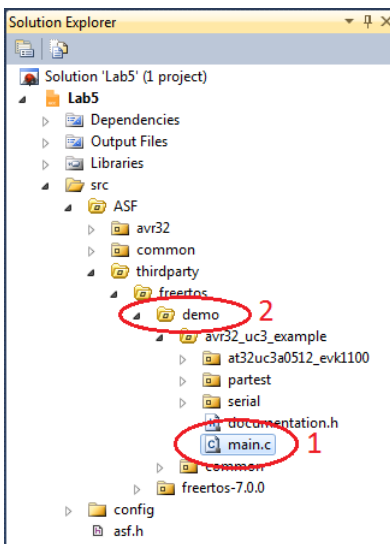 Solution Explorer
Solution 'Lab5' (1 project)
Lab5
Dependencies
Output Files
Libraries
src
ASF
avr32
common
thirdparty
freertos
demo 2
avr32_uc3_example
at32uc3a0512_evk1100
partest
serial
documentation.h
main.c 1
common
freertos-7.0.0
config
asf.h